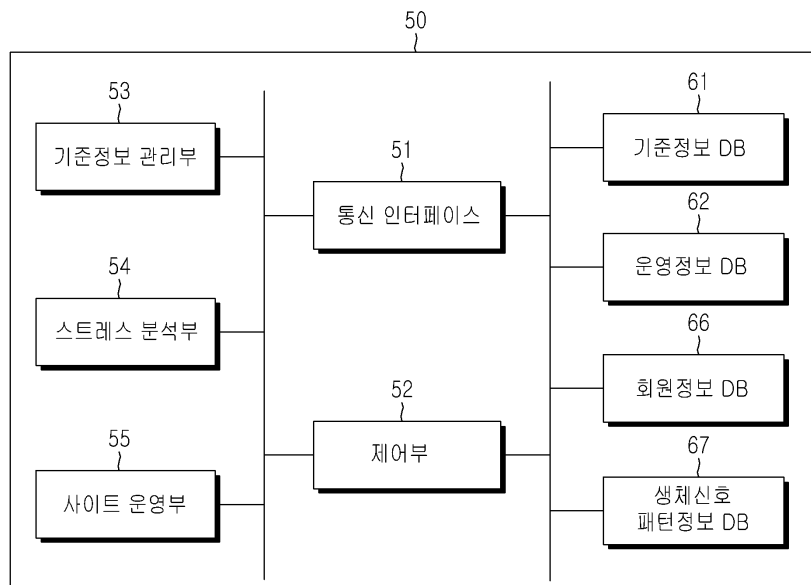 50
53
기준정보 관리부
54
스트레스 분석부
55
사이트 운영부
51
통신 인터페이스
52
제어부
61
기준정보 DB
62
운영정보 DB
66
회원정보 DB
67
생체신호
패턴정보 DB